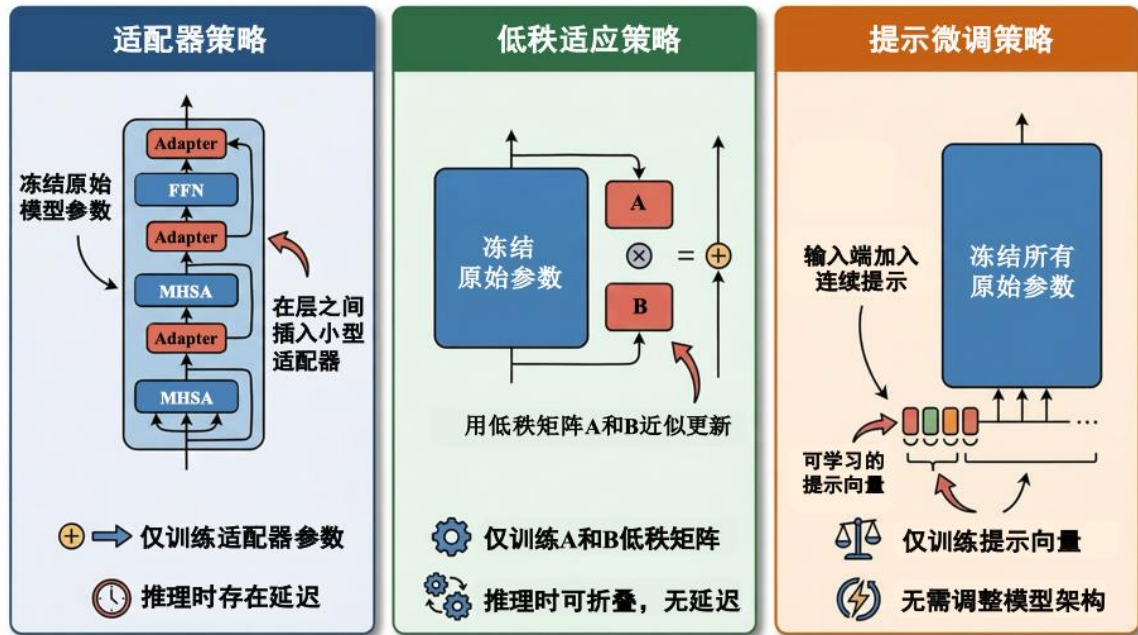 适配器策略
Adapter
FFN
Adapter
MHSA
Adapter
MHSA
冻结原始
模型参数
在层之间
插入小型
适配器
仅训练适配器参数
推理时存在延迟
低秩适应策略
冻结
原始参数
A
⊗ = ⊕
B
用低秩矩阵A和B近似更新
仅训练A和B低秩矩阵
推理时可折叠，无延迟
提示微调策略
输入端加入
连续提示
冻结所有
原始参数
...
可学习的
提示向量
仅训练提示向量
无需调整模型架构